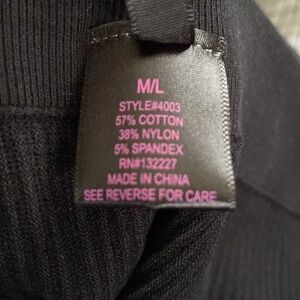 M/L
STYLE#4003
57% COTTON
38% NYLON
5% SPANDEX
RN#132227
MADE IN CHINA
SEE REVERSE FOR CARE